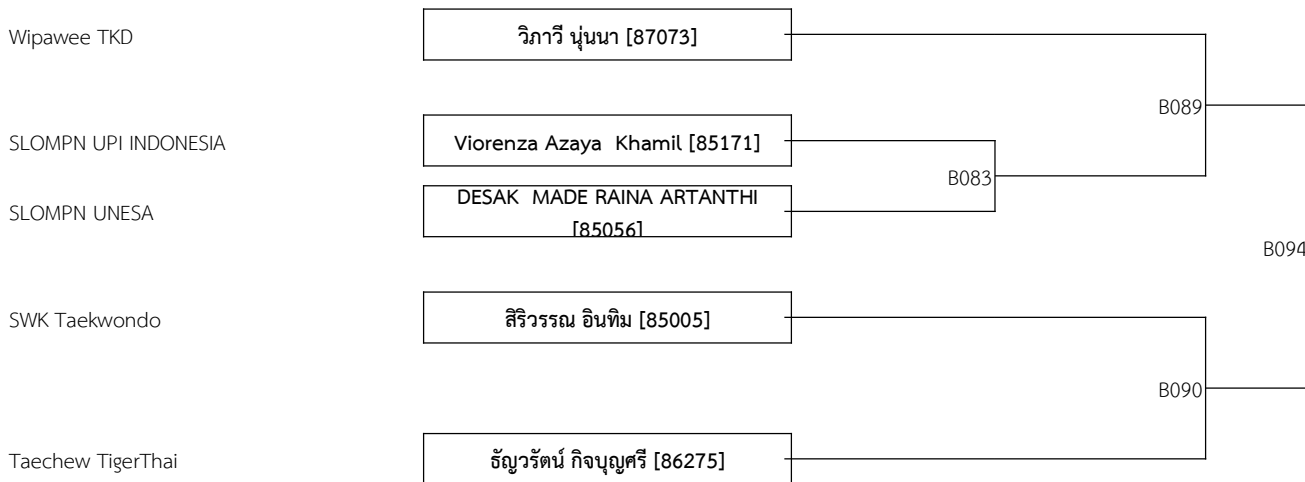 Wipawee TKD
วิภาวี นุ่นนา [87073]
B089
SLOMPN UPI INDONESIA
Viorenza Azaya Khamil [85171]
B083
SLOMPN UNESA
DESAK MADE RAINA ARTANTHI
[85056]
B094
SWK Taekwondo
สิริวรรณ อินทิม [85005]
B090
Taechew TigerThai
ธัญวรัตน์ กิจบุญศรี [86275]